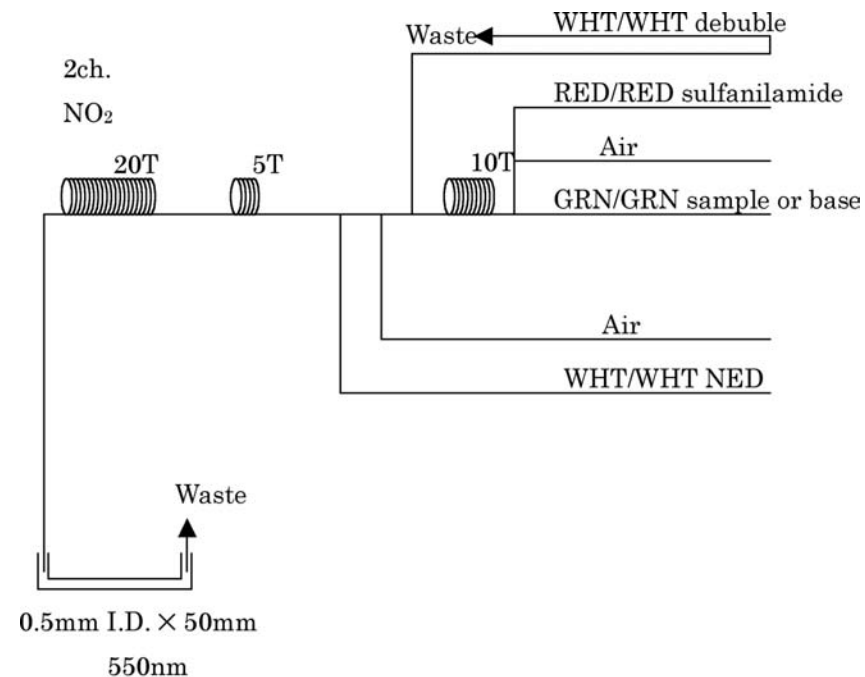 WHT/WHT debuble
Waste
2ch.
RED/RED sulfanilamide
NO₂
Air
20T
5T
10T
GRN/GRN sample or base
Air
WHT/WHT NED
Waste
0.5mm I.D. × 50mm
550nm